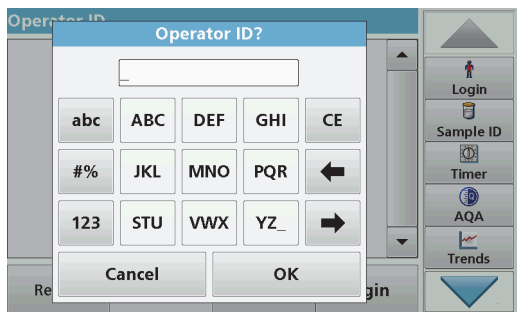 Operator ID
Operator ID?
_
abc ABC DEF GHI CE
#% JKL MNO PQR
123 STU VWX YZ_
Cancel OK
Login
Sample ID
Timer
AQA
Trends